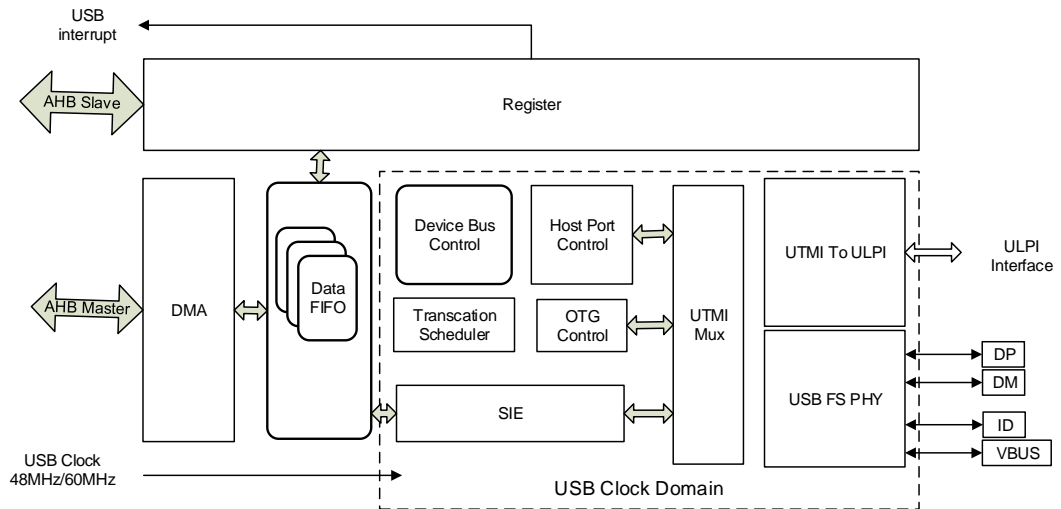 USB
interrupt
AHB Slave
Register
Device Bus
Control
Host Port
Control
UTMI To ULPI
ULPI
Interface
Data
FIFO
AHB Master
DMA
Transcation
Scheduler
OTG
Control
UTMI
Mux
DP
DM
SIE
USB FS PHY
ID
VBUS
USB Clock
48MHz/60MHz
USB Clock Domain